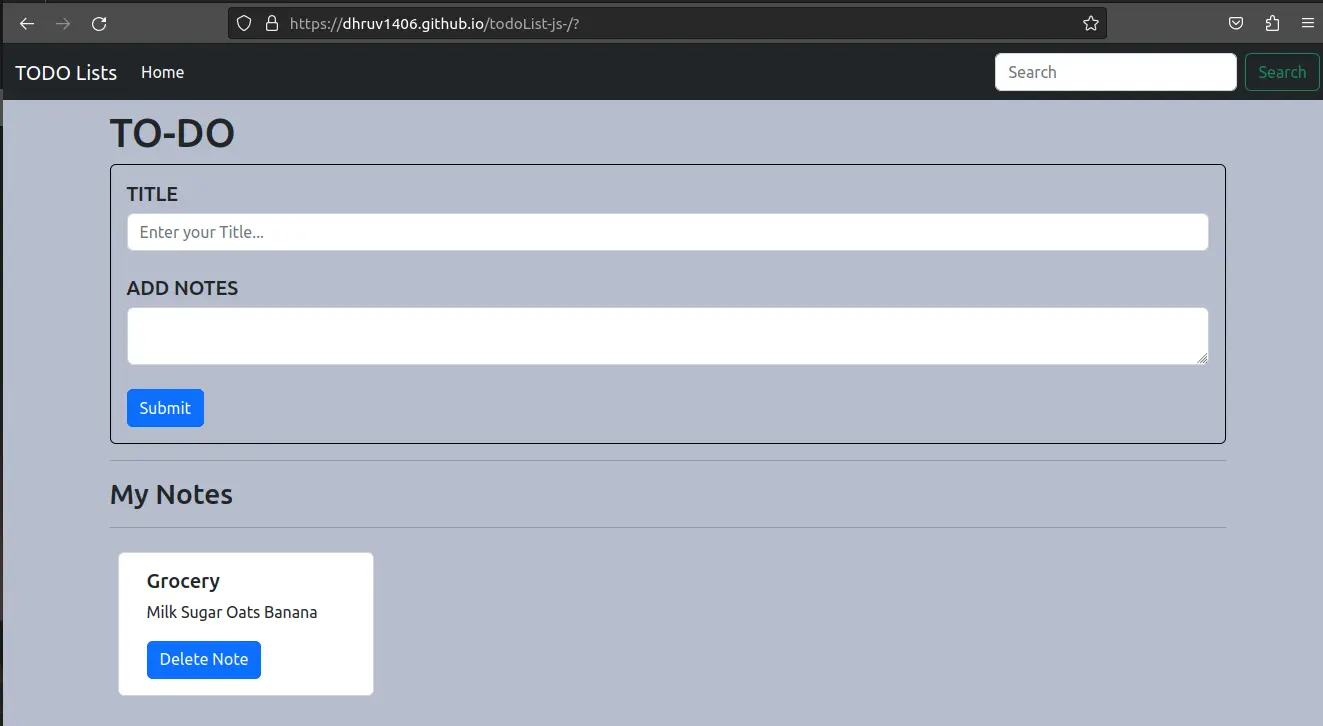 https://dhruv1406.github.io/todoList-js-/?
TODO Lists Home Search Search
TO-DO
TITLE
Enter your Title...
ADD NOTES
Submit
My Notes
Grocery
Milk Sugar Oats Banana
Delete Note